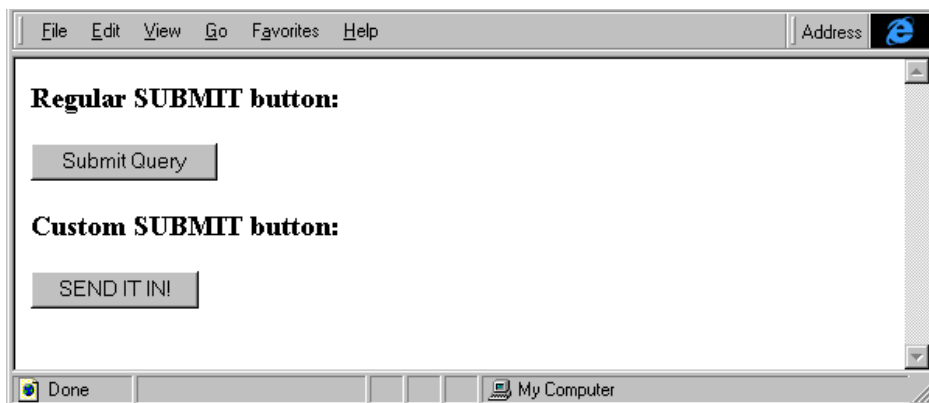 File Edit View Go Favorites Help Address
Regular SUBMIT button:
Submit Query
Custom SUBMIT button:
SEND IT IN!
Done My Computer